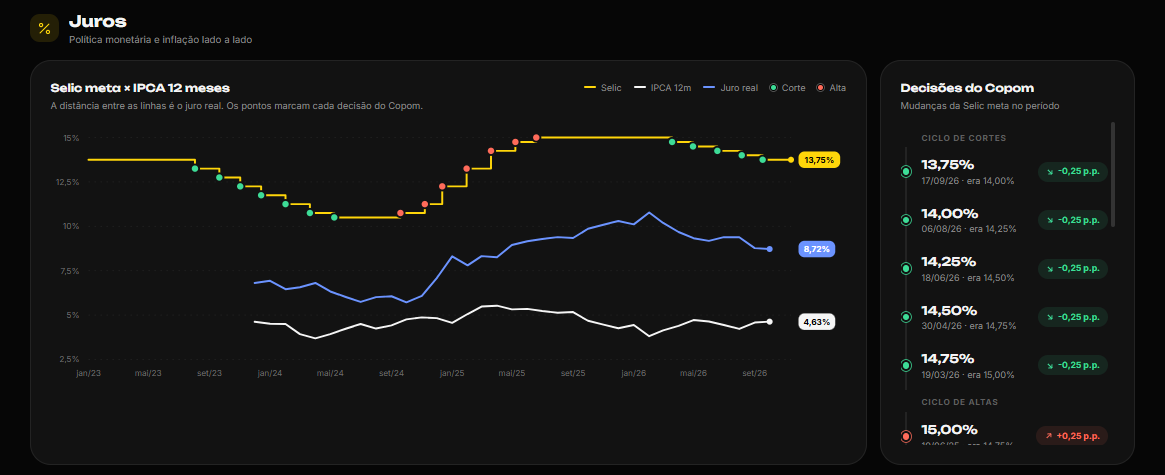 Juros
Política monetária e inflação lado a lado
Selic meta × IPCA 12 meses
A distância entre as linhas é o juro real. Os pontos marcam cada decisão do Copom.
Selic
IPCA 12m
Juro real
Corte
Alta
15%
12,5%
10%
7,5%
5%
2,5%
13,75%
8,72%
4,63%
jan/23
mai/23
set/23
jan/24
mai/24
set/24
jan/25
mai/25
set/25
jan/26
mai/26
set/26
Decisões do Copom
Mudanças da Selic meta no período
CICLO DE CORTES
13,75%
-0,25 p.p.
17/09/26 · era 14,00%
14,00%
-0,25 p.p.
06/08/26 · era 14,25%
14,25%
-0,25 p.p.
18/06/26 · era 14,50%
14,50%
-0,25 p.p.
30/04/26 · era 14,75%
14,75%
-0,25 p.p.
19/03/26 · era 15,00%
CICLO DE ALTAS
15,00%
+0,25 p.p.